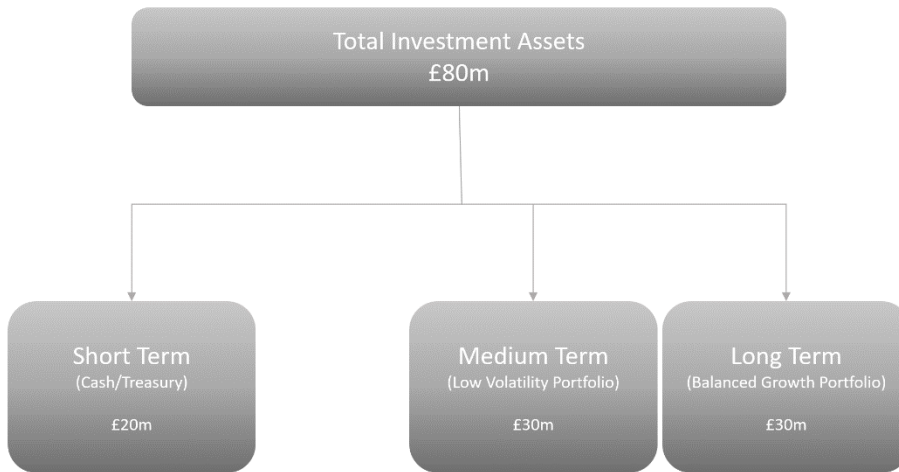 Total Investment Assets
£80m
Short Term
(Cash/Treasury)
£20m
Medium Term
(Low Volatility Portfolio)
£30m
Long Term
(Balanced Growth Portfolio)
£30m